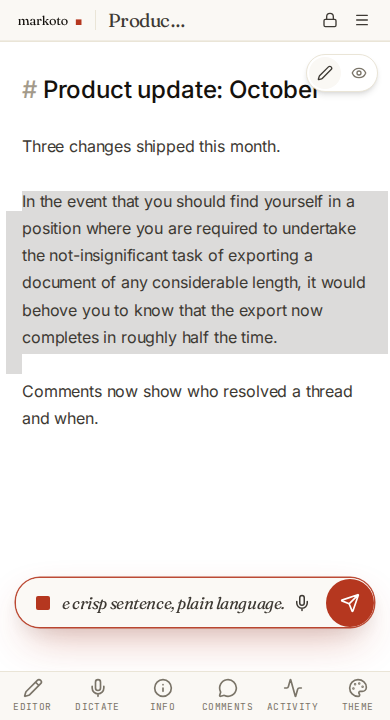 markoto
Produc...
# Product update: October
Three changes shipped this month.
In the event that you should find yourself in a
position where you are required to undertake
the not-insignificant task of exporting a
document of any considerable length, it would
behove you to know that the export now
completes in roughly half the time.
Comments now show who resolved a thread
and when.
e crisp sentence, plain language.
EDITOR DICTATE INFO COMMENTS ACTIVITY THEME